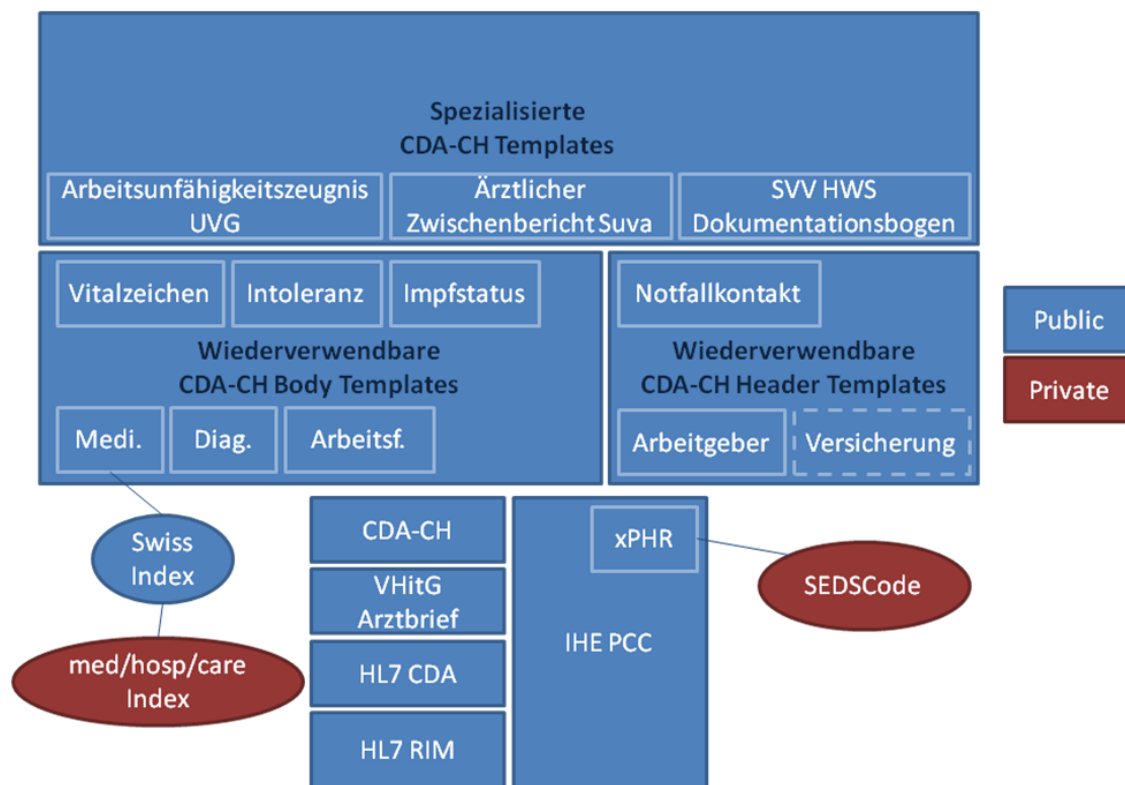 Spezialisierte
CDA-CH Templates
Arbeitsunfähigkeitszeugnis
UVG
Ärztlicher
Zwischenbericht Suva
SVV HWS
Dokumentationsbogen
Vitalzeichen
Intoleranz
Impfstatus
Wiederverwendbare
CDA-CH Body Templates
Medi.
Diag.
Arbeitsf.
Notfallkontakt
Wiederverwendbare
CDA-CH Header Templates
Arbeitgeber
Versicherung
Public
Private
Swiss
Index
med/hosp/care
Index
CDA-CH
VHitG
Arztbrief
HL7 CDA
HL7 RIM
xPHR
IHE PCC
SEDSCode